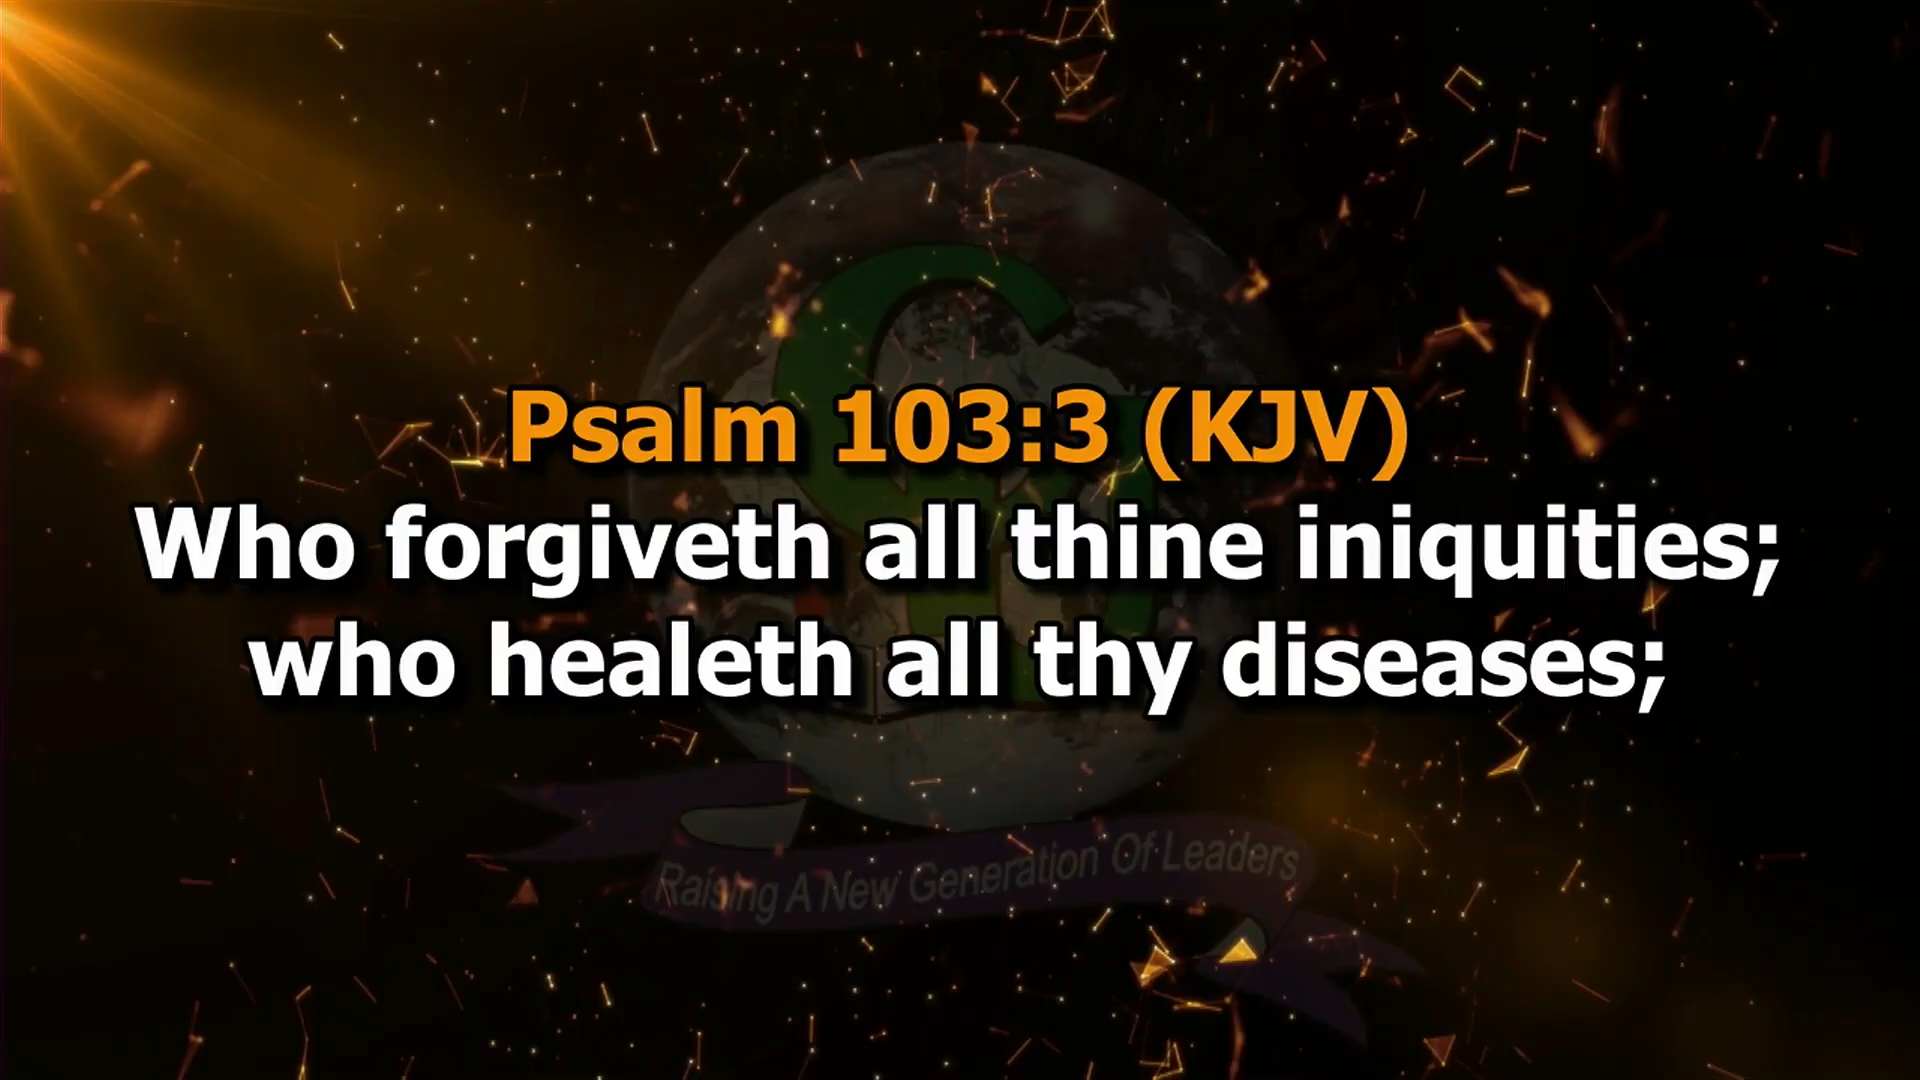 Psalm 103:3 (KJV)
Who forgiveth all thine iniquities;
who healeth all thy diseases;
Raising A New Generation Of Leaders